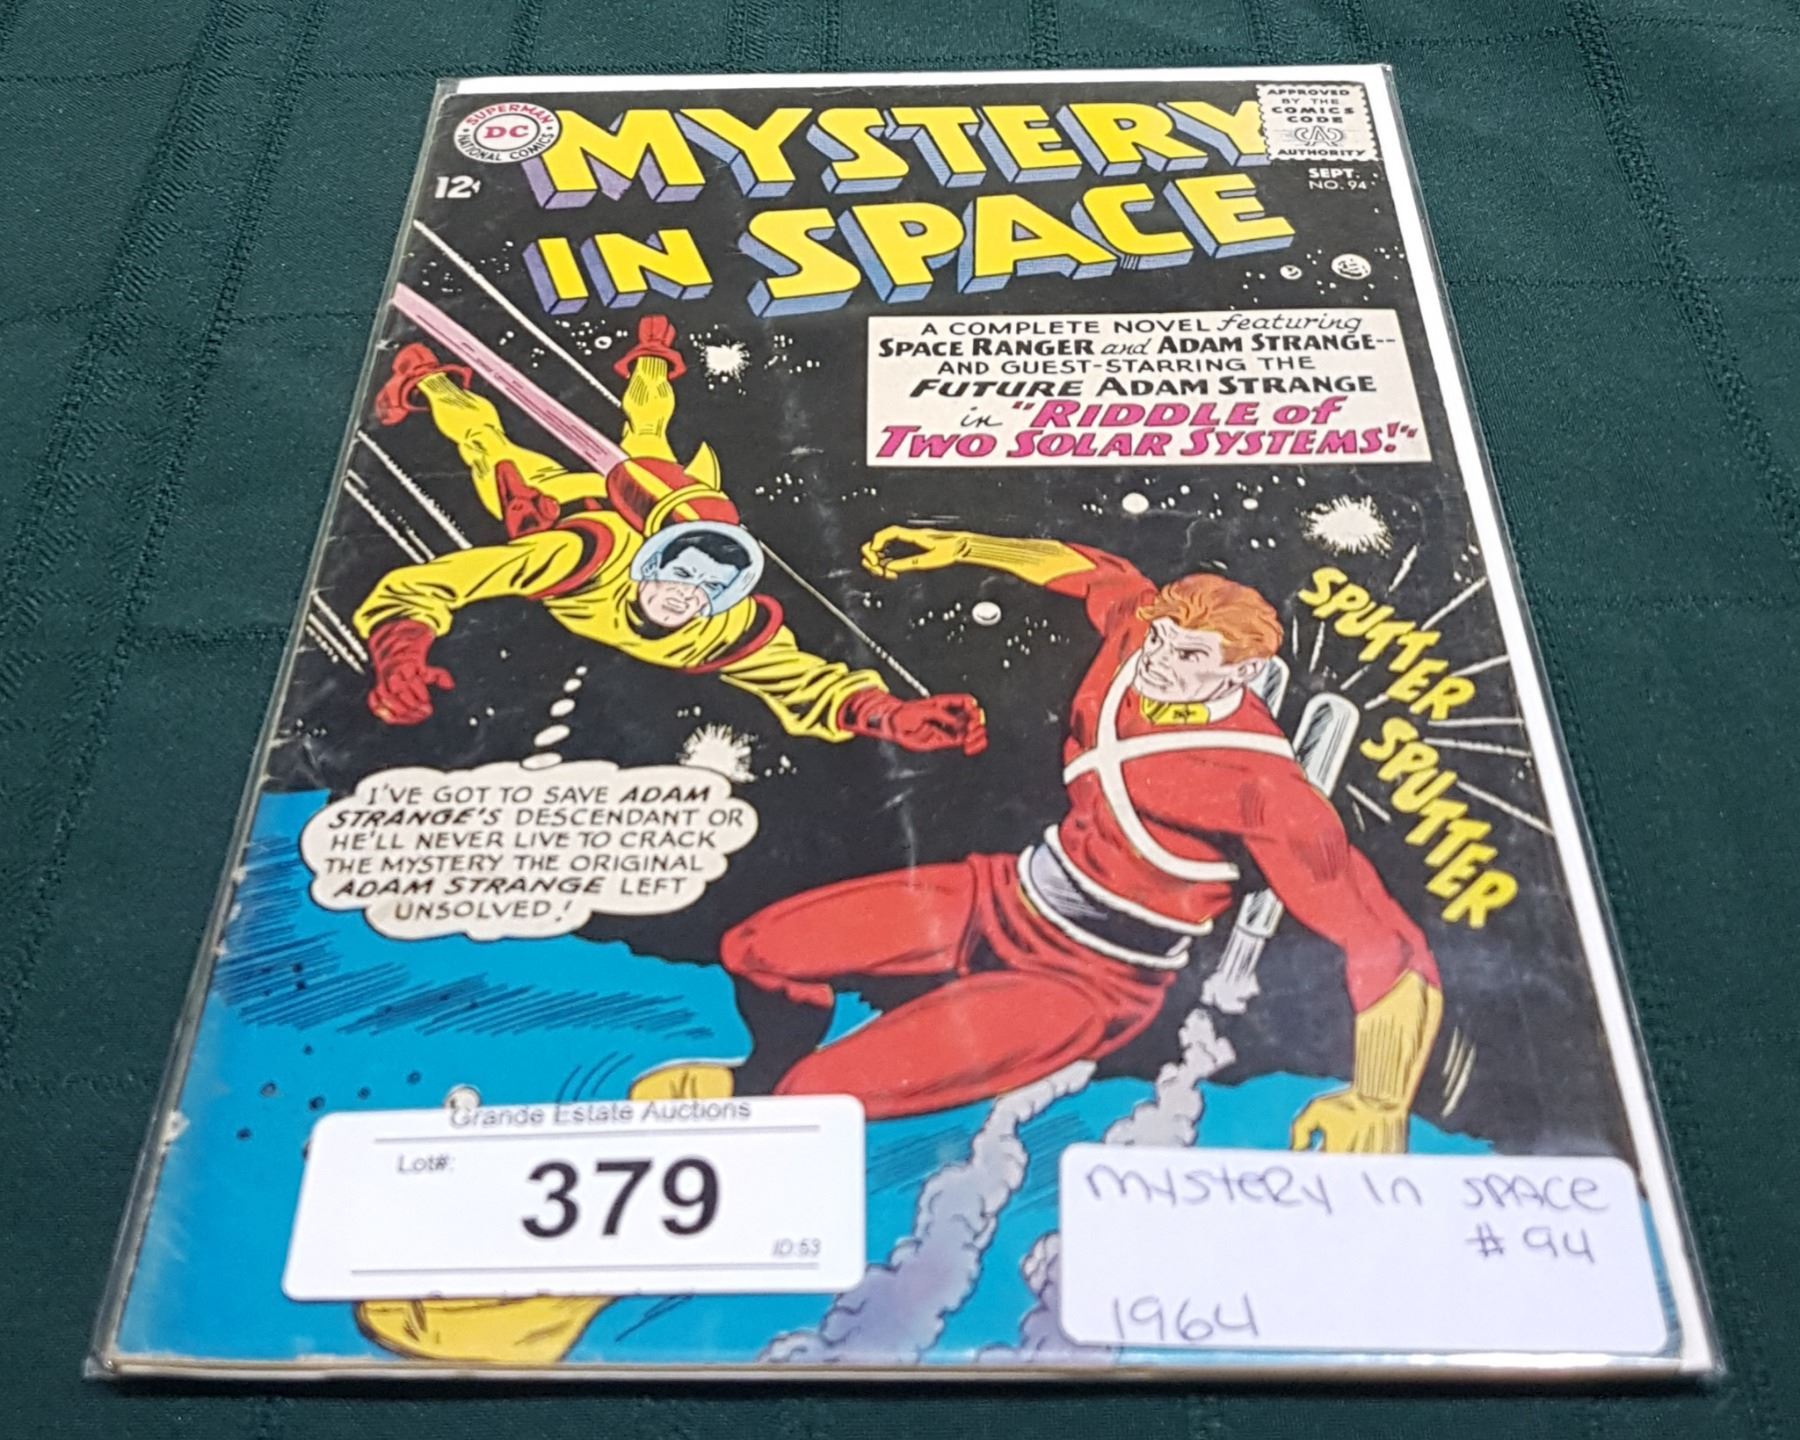 SUPERMAN
DC
NATIONAL COMICS
MYSTERY
IN SPACE
12¢
APPROVED
BY THE
COMICS
CODE
CA
AUTHORITY
SEPT.
NO. 94
A COMPLETE NOVEL featuring
SPACE RANGER and ADAM STRANGE--
AND GUEST-STARRING THE
FUTURE ADAM STRANGE
in "RIDDLE of
TWO SOLAR SYSTEMS!"
SPUTTER
SPUTTER
I'VE GOT TO SAVE ADAM
STRANGE'S DESCENDANT OR
HE'LL NEVER LIVE TO CRACK
THE MYSTERY THE ORIGINAL
ADAM STRANGE LEFT
UNSOLVED!
Grande Estate Auctions
Lot#:
379
ID:53
mystery in space
# 94
1964